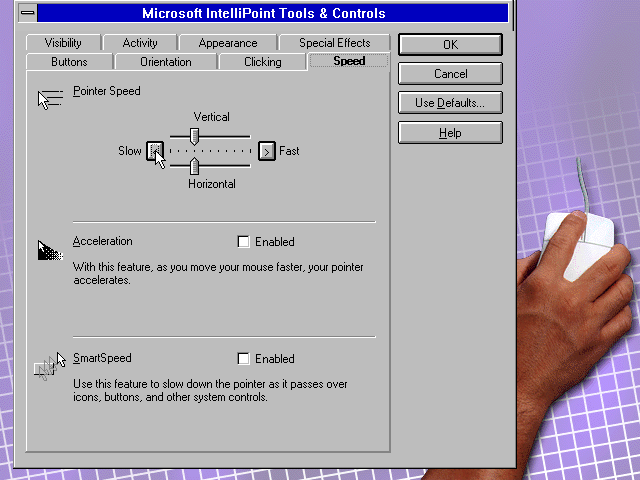 Microsoft IntelliPoint Tools & Controls
Visibility Activity Appearance Special Effects
Buttons Orientation Clicking Speed
OK
Cancel
Use Defaults...
Help
Pointer Speed
Vertical
Slow < > Fast
Horizontal
Acceleration Enabled
With this feature, as you move your mouse faster, your pointer
accelerates.
SmartSpeed Enabled
Use this feature to slow down the pointer as it passes over
icons, buttons, and other system controls.